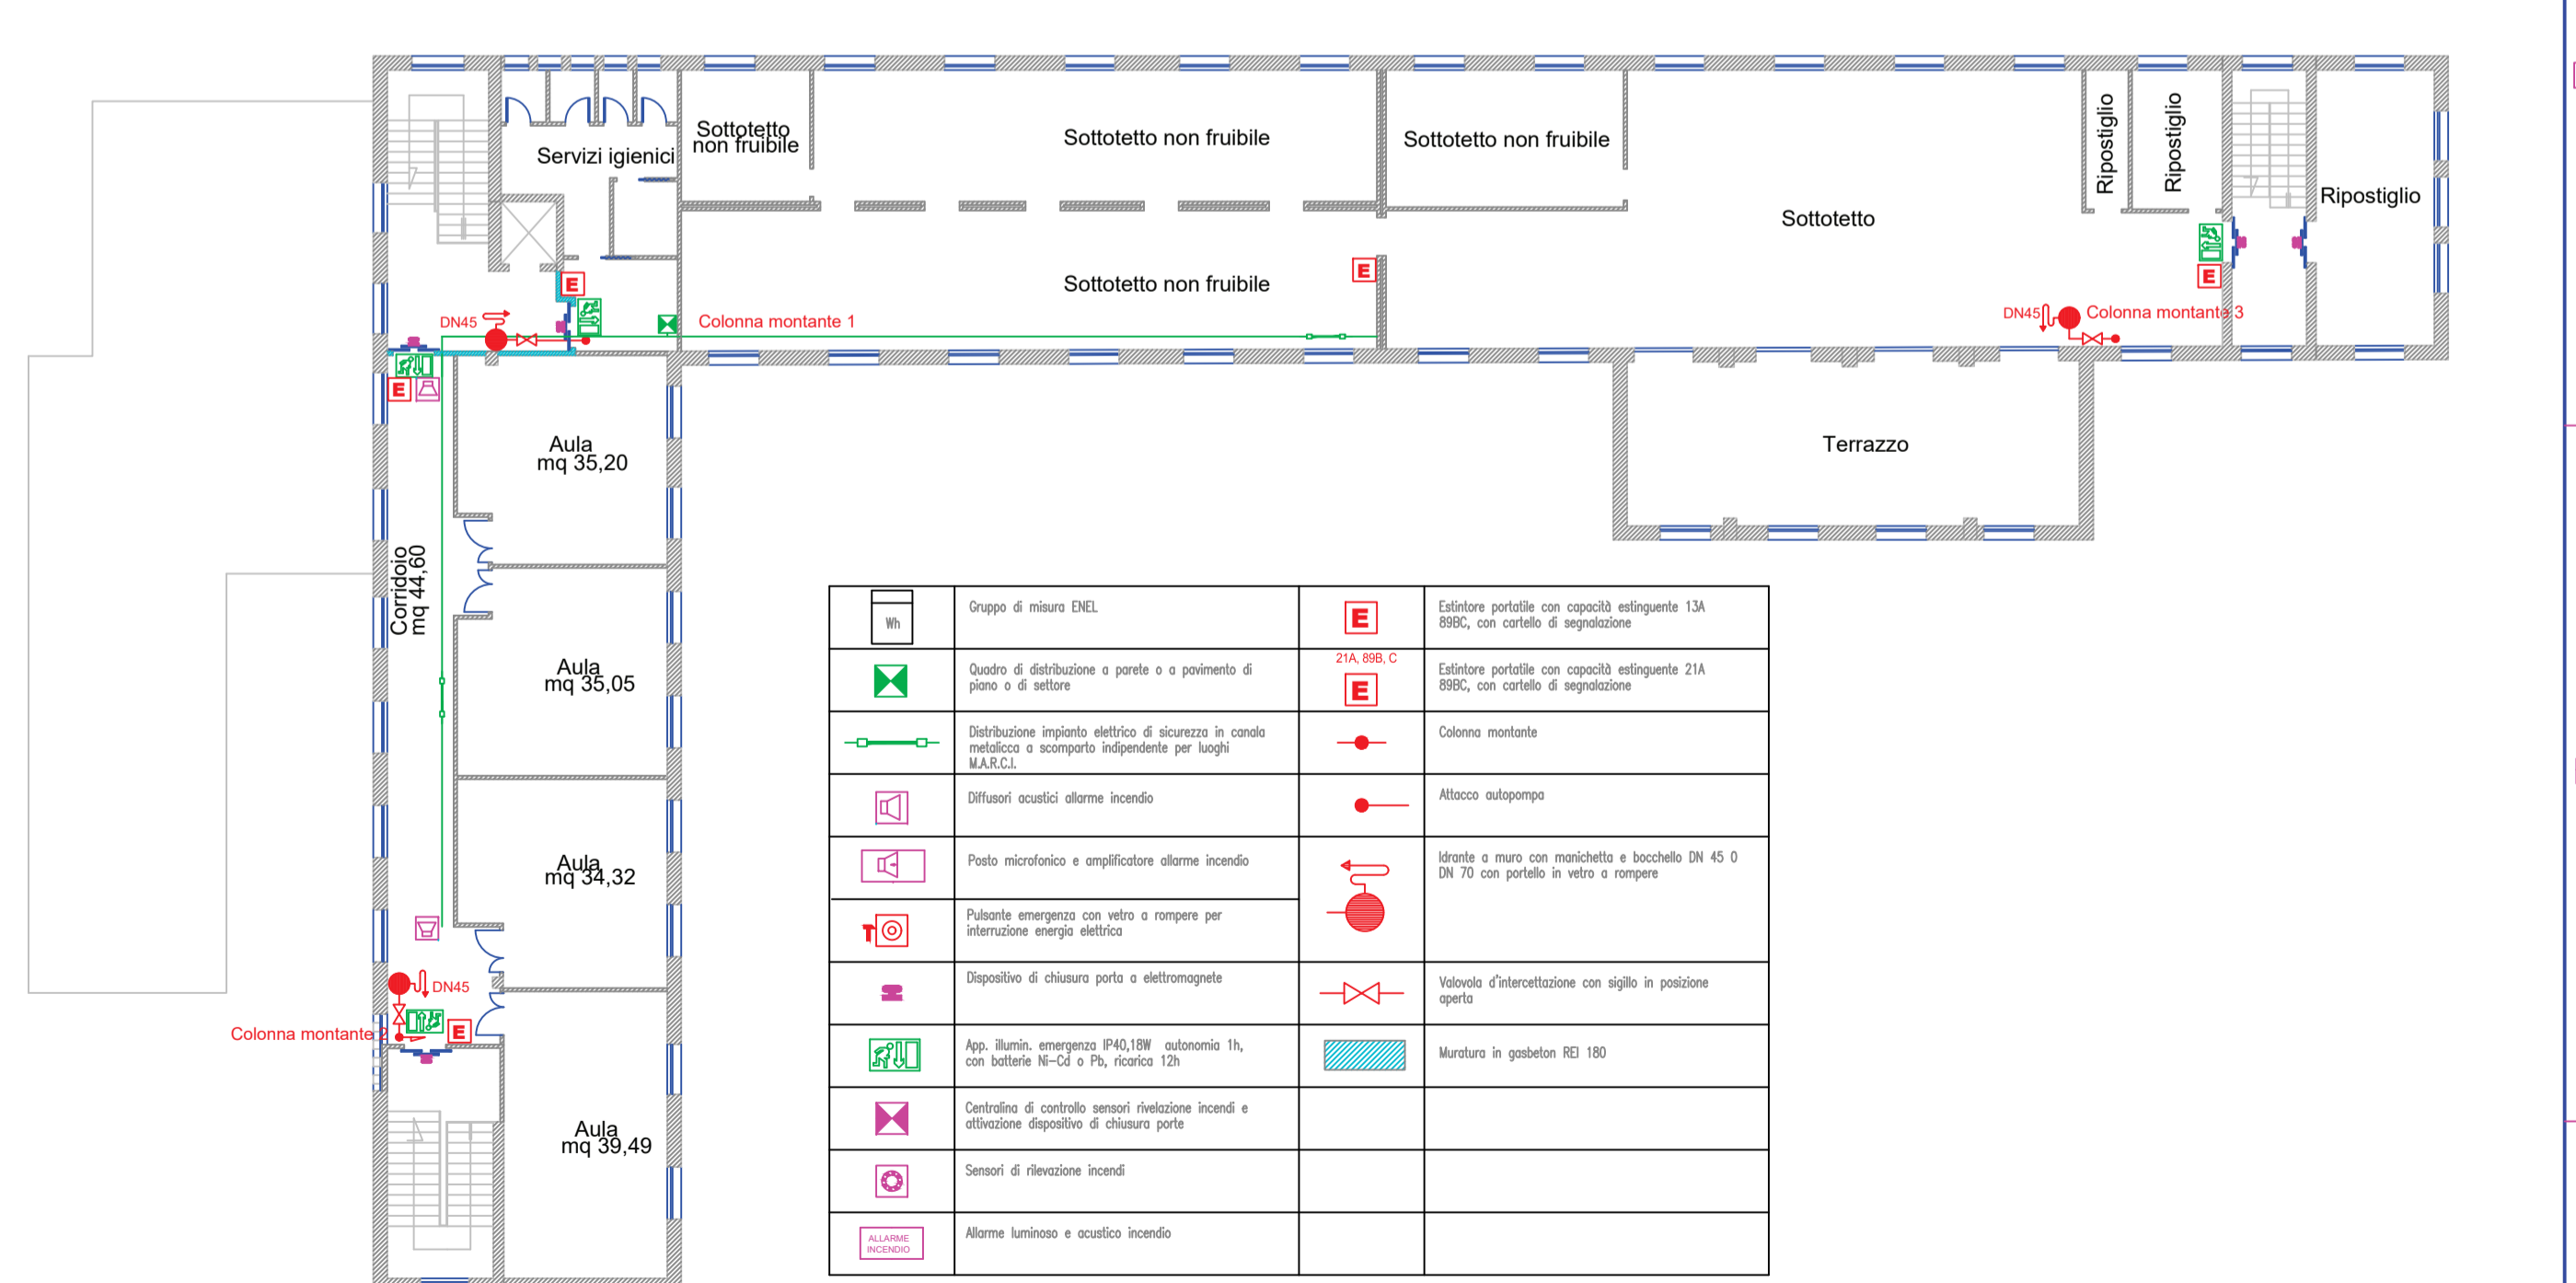 Sottotetto
non fruibile
Servizi igienici
Sottotetto non fruibile
Sottotetto non fruibile
Ripostiglio
Ripostiglio
Ripostiglio
Sottotetto
Sottotetto non fruibile
E
E
E
DN45
Colonna montante 1
DN45
Colonna montante 3
E
Aula
mq 35,20
Terrazzo
Corridoio
mq 44,60
Aula
mq 35,05
Aula
mq 34,32
DN45
Colonna montante 2
E
Aula
mq 39,49
Wh
Gruppo di misura ENEL
E
Estintore portatile con capacità estinguente 13A
89BC, con cartello di segnalazione
Quadro di distribuzione a parete o a pavimento di
piano o di settore
21A, 89B, C
E
Estintore portatile con capacità estinguente 21A
89BC, con cartello di segnalazione
Distribuzione impianto elettrico di sicurezza in canala
metalicca a scomparto indipendente per luoghi
M.A.R.C.I.
Colonna montante
Diffusori acustici allarme incendio
Attacco autopompa
Posto microfonico e amplificatore allarme incendio
Idrante a muro con manichetta e bocchello DN 45 O
DN 70 con portello in vetro a rompere
Pulsante emergenza con vetro a rompere per
interruzione energia elettrica
Dispositivo di chiusura porta a elettromagnete
Valovola d'intercettazione con sigillo in posizione
aperta
App. illumin. emergenza IP40,18W autonomia 1h,
con batterie Ni-Cd o Pb, ricarica 12h
Muratura in gasbeton REI 180
Centralina di controllo sensori rivelazione incendi e
attivazione dispositivo di chiusura porte
Sensori di rilevazione incendi
ALLARME
INCENDIO
Allarme luminoso e acustico incendio